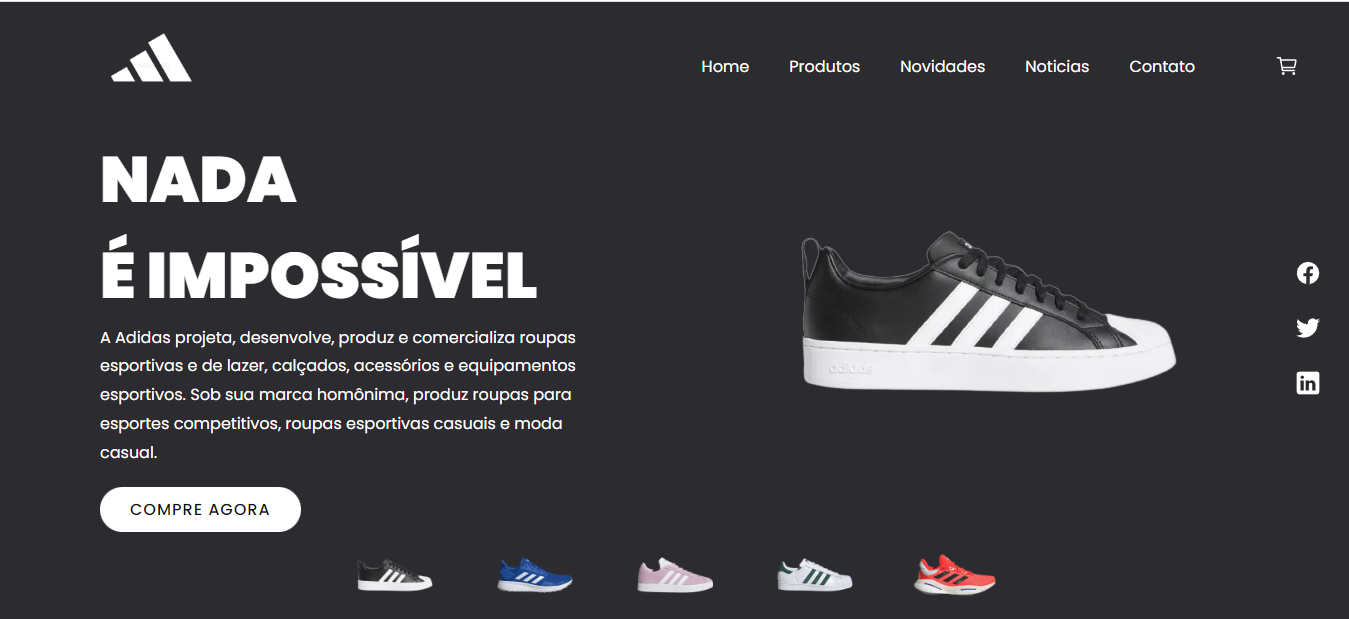 Home Produtos Novidades Noticias Contato
NADA
É IMPOSSÍVEL
A Adidas projeta, desenvolve, produz e comercializa roupas
esportivas e de lazer, calçados, acessórios e equipamentos
esportivos. Sob sua marca homônima, produz roupas para
esportes competitivos, roupas esportivas casuais e moda
casual.
adidas
COMPRE AGORA